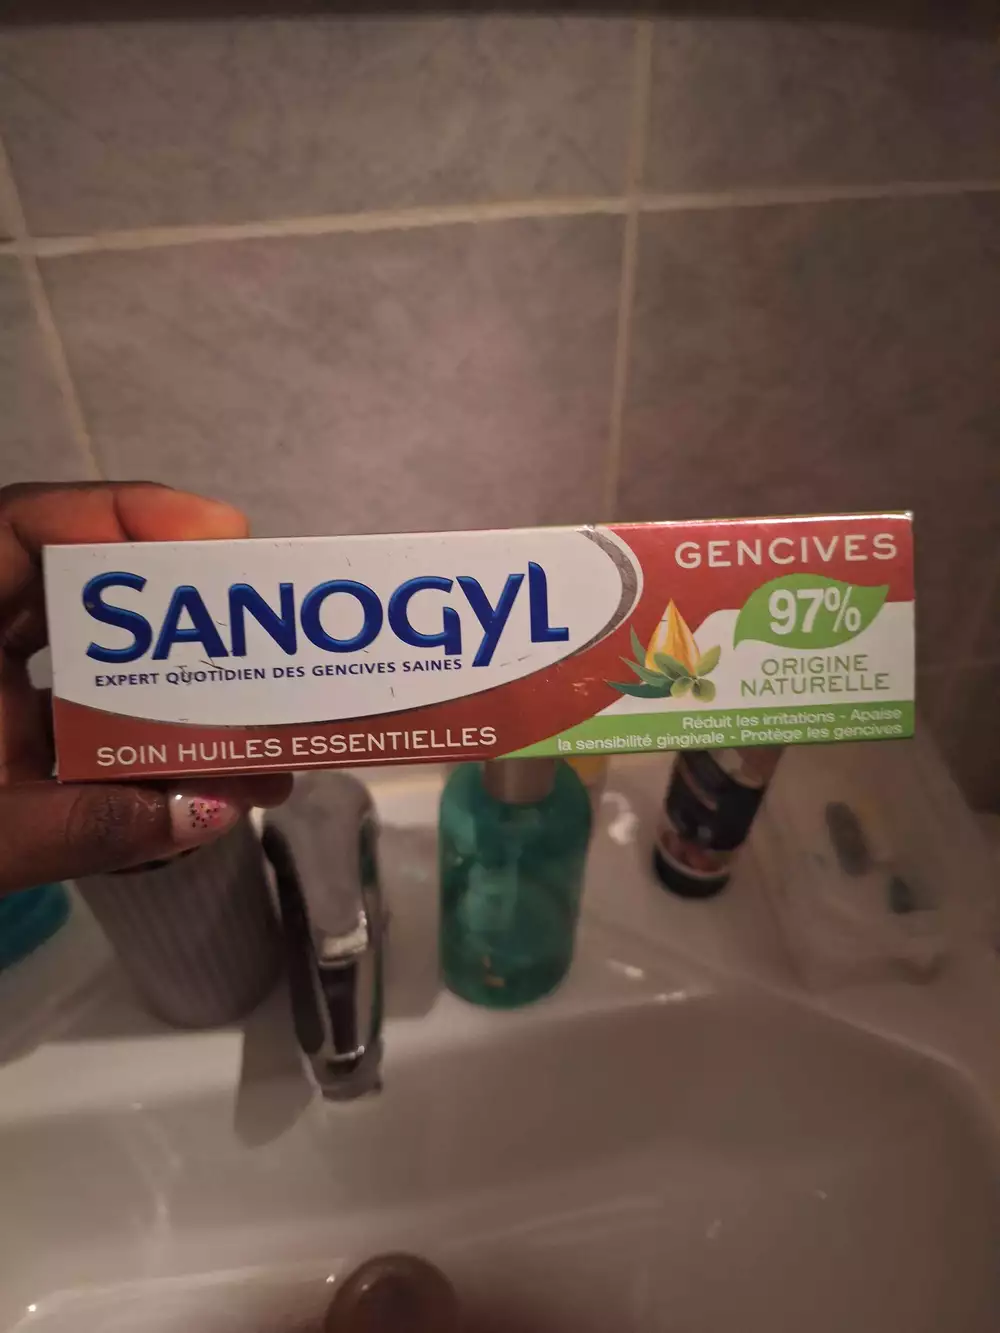 SANOGYL
EXPERT QUOTIDIEN DES GENCIVES SAINES
SOIN HUILES ESSENTIELLES
GENCIVES
97%
ORIGINE
NATURELLE
Réduit les irritations - Apaise
la sensibilité gingivale - Protège les gencives